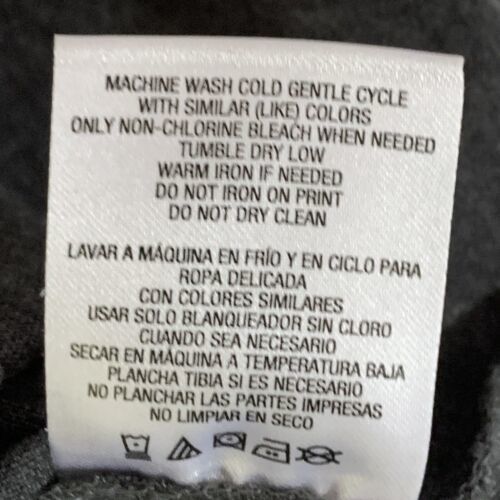 MACHINE WASH COLD GENTLE CYCLE
WITH SIMILAR (LIKE) COLORS
ONLY NON-CHLORINE BLEACH WHEN NEEDED
TUMBLE DRY LOW
WARM IRON IF NEEDED
DO NOT IRON ON PRINT
DO NOT DRY CLEAN
LAVAR A MÁQUINA EN FRÍO Y EN CICLO PARA
ROPA DELICADA
CON COLORES SIMILARES
USAR SOLO BLANQUEADOR SIN CLORO
CUANDO SEA NECESARIO
SECAR EN MÁQUINA A TEMPERATURA BAJA
PLANCHA TIBIA SI ES NECESARIO
NO PLANCHAR LAS PARTES IMPRESAS
NO LIMPIAR EN SECO